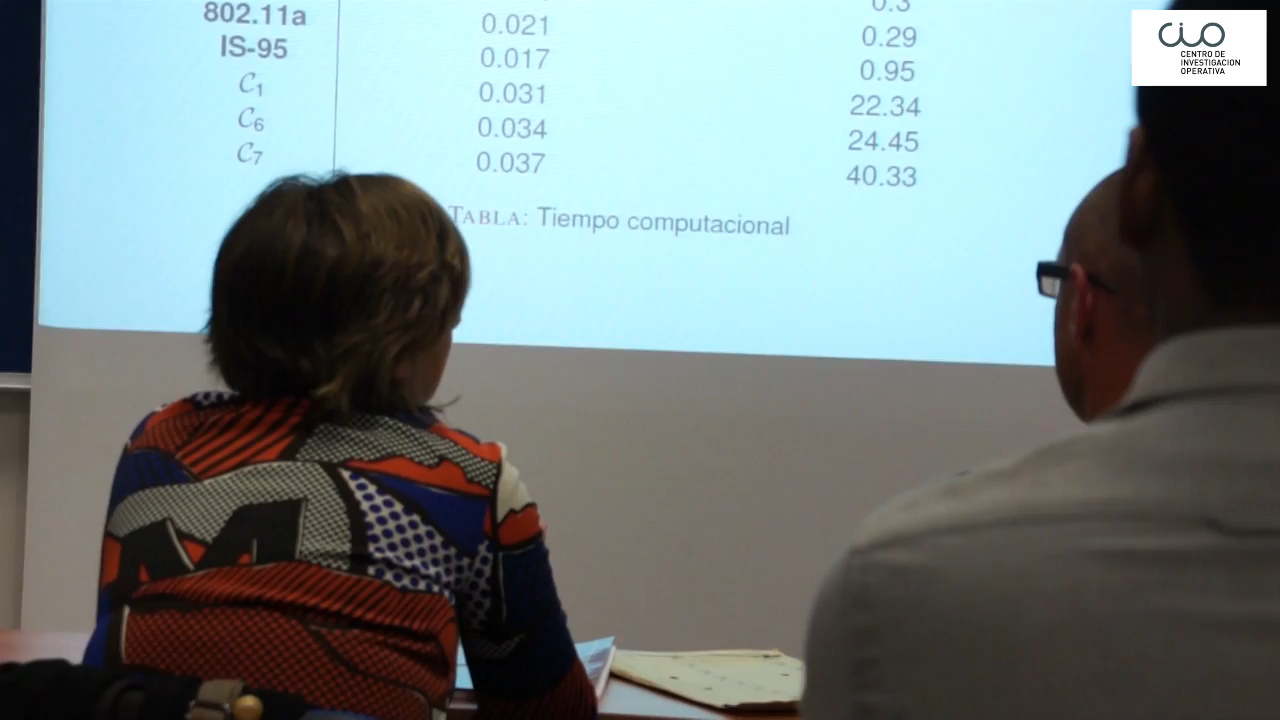 0.3
802.11a 0.021 0.29
IS-95 0.017 0.95
C1 0.031 22.34
C6 0.034 24.45
C7 0.037 40.33
TABLA: Tiempo computacional
CIO
CENTRO DE
INVESTIGACION
OPERATIVA